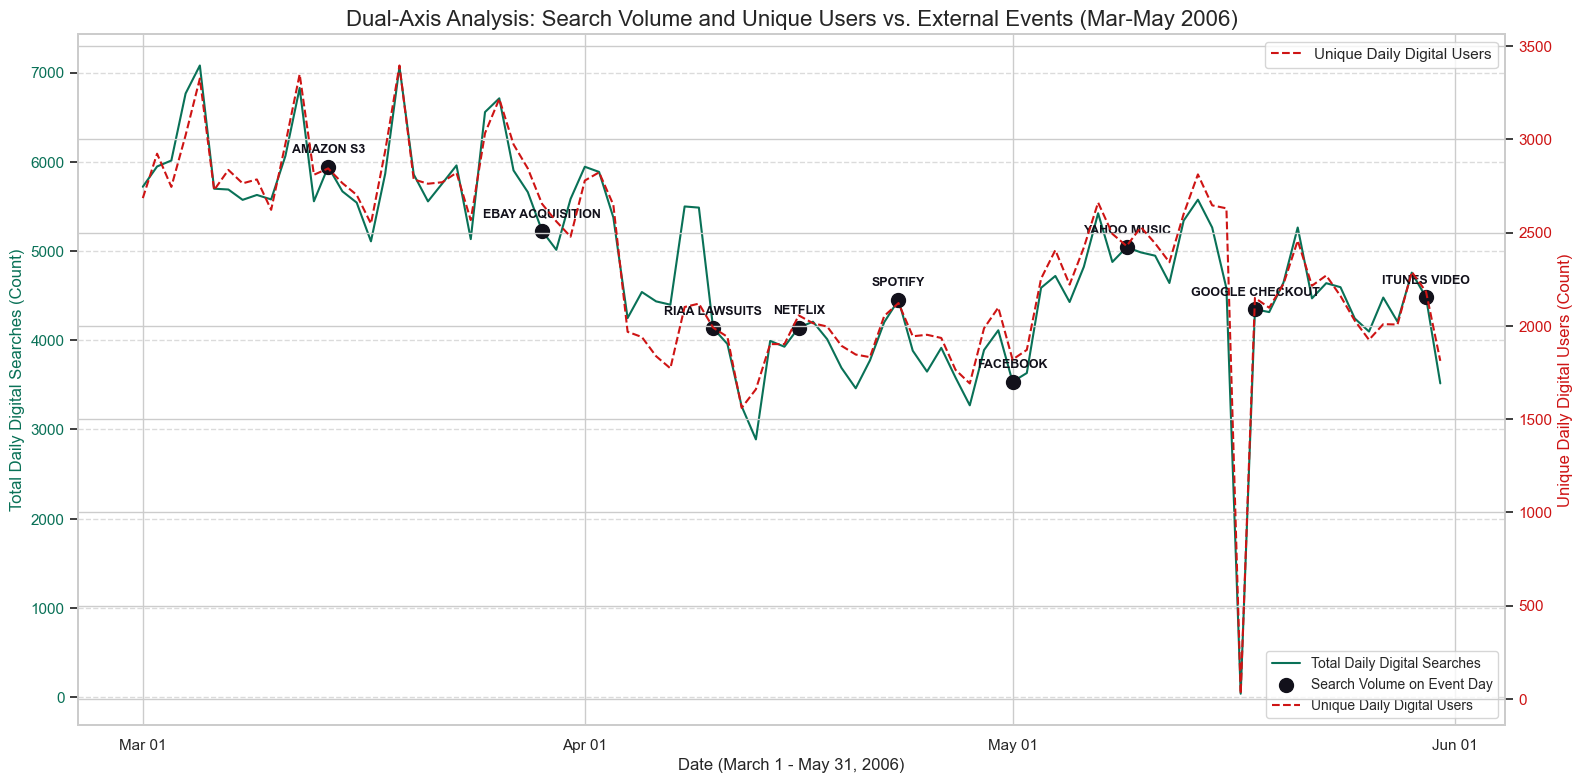 Dual-Axis Analysis: Search Volume and Unique Users vs. External Events (Mar-May 2006)
Unique Daily Digital Users
7000
6000
5000
4000
3000
2000
1000
0
Total Daily Digital Searches (Count)
AMAZON S3
EBAY ACQUISITION
RIAA LAWSUITS
NETFLIX
SPOTIFY
FACEBOOK
YAHOO MUSIC
GOOGLE CHECKOUT
ITUNES VIDEO
3500
3000
2500
2000
1500
1000
500
0
Unique Daily Digital Users (Count)
Total Daily Digital Searches
Search Volume on Event Day
Unique Daily Digital Users
Mar 01
Apr 01
May 01
Jun 01
Date (March 1 - May 31, 2006)